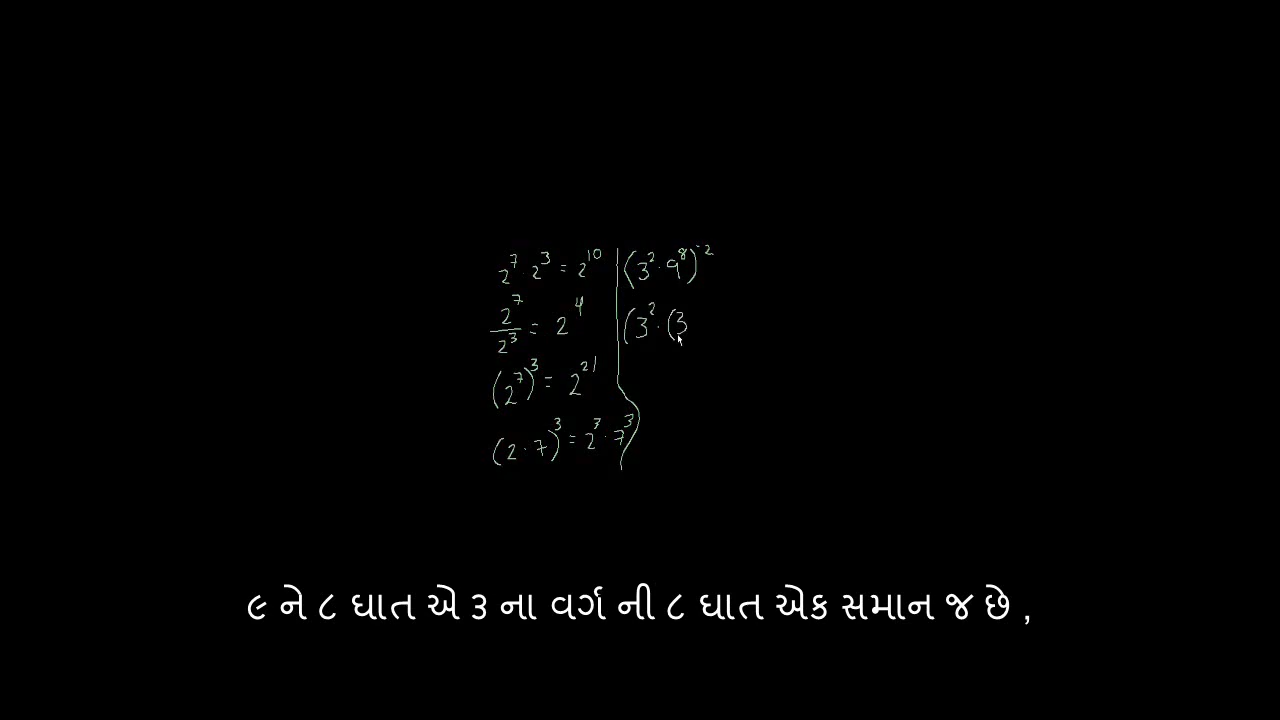 2^7 · 2^3 = 2^10
2^7 / 2^3 = 2^4
(2^7)^3 = 2^21
(2 · 7)^3 = 2^3 · 7^3
(3^2 · 9^8)^-2
(3^2 · (3
૯ ને ૮ ઘાત એ ૩ ના વર્ગ ની ૮ ઘાત એક સમાન જ છે ,